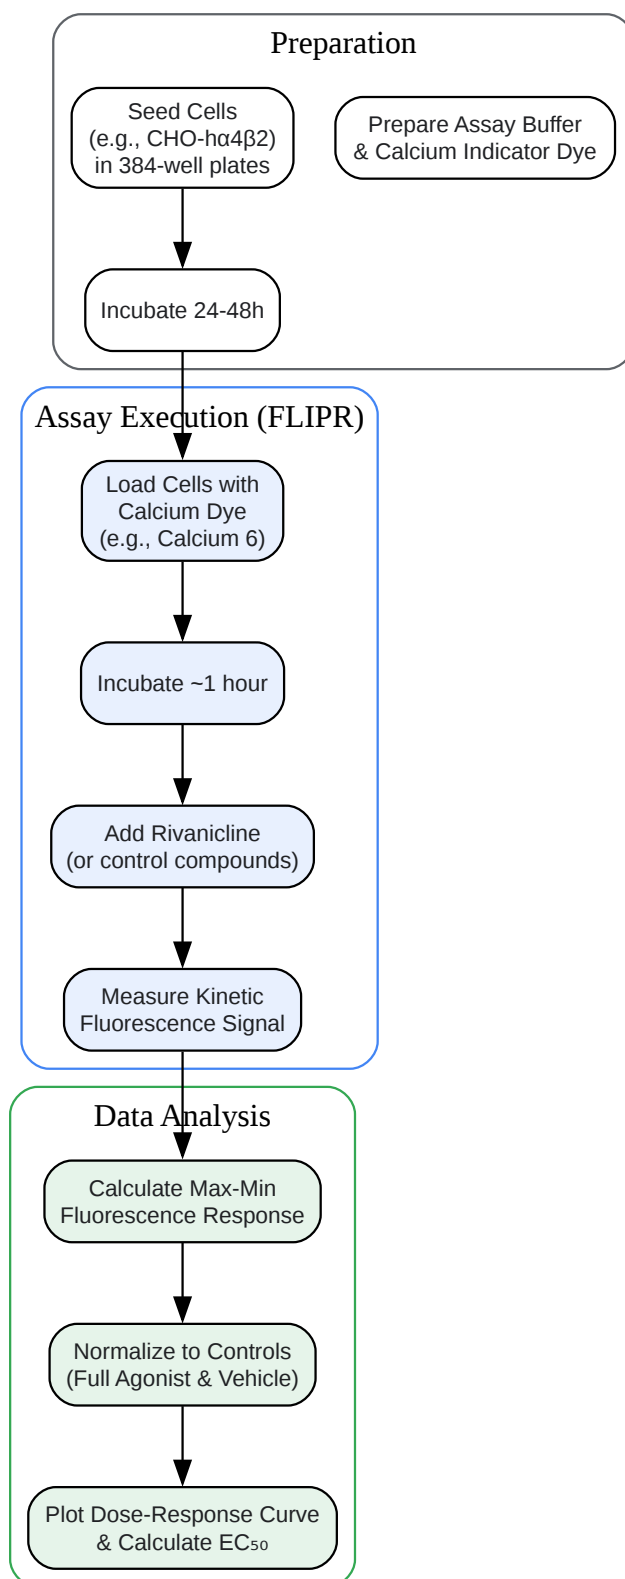 Preparation
Seed Cells
(e.g., CHO-hα4β2)
in 384-well plates
Prepare Assay Buffer
& Calcium Indicator Dye
Incubate 24-48h
Assay Execution (FLIPR)
Load Cells with
Calcium Dye
(e.g., Calcium 6)
Incubate ~1 hour
Add Rivanicline
(or control compounds)
Measure Kinetic
Fluorescence Signal
Data Analysis
Calculate Max-Min
Fluorescence Response
Normalize to Controls
(Full Agonist & Vehicle)
Plot Dose-Response Curve
& Calculate EC₅₀